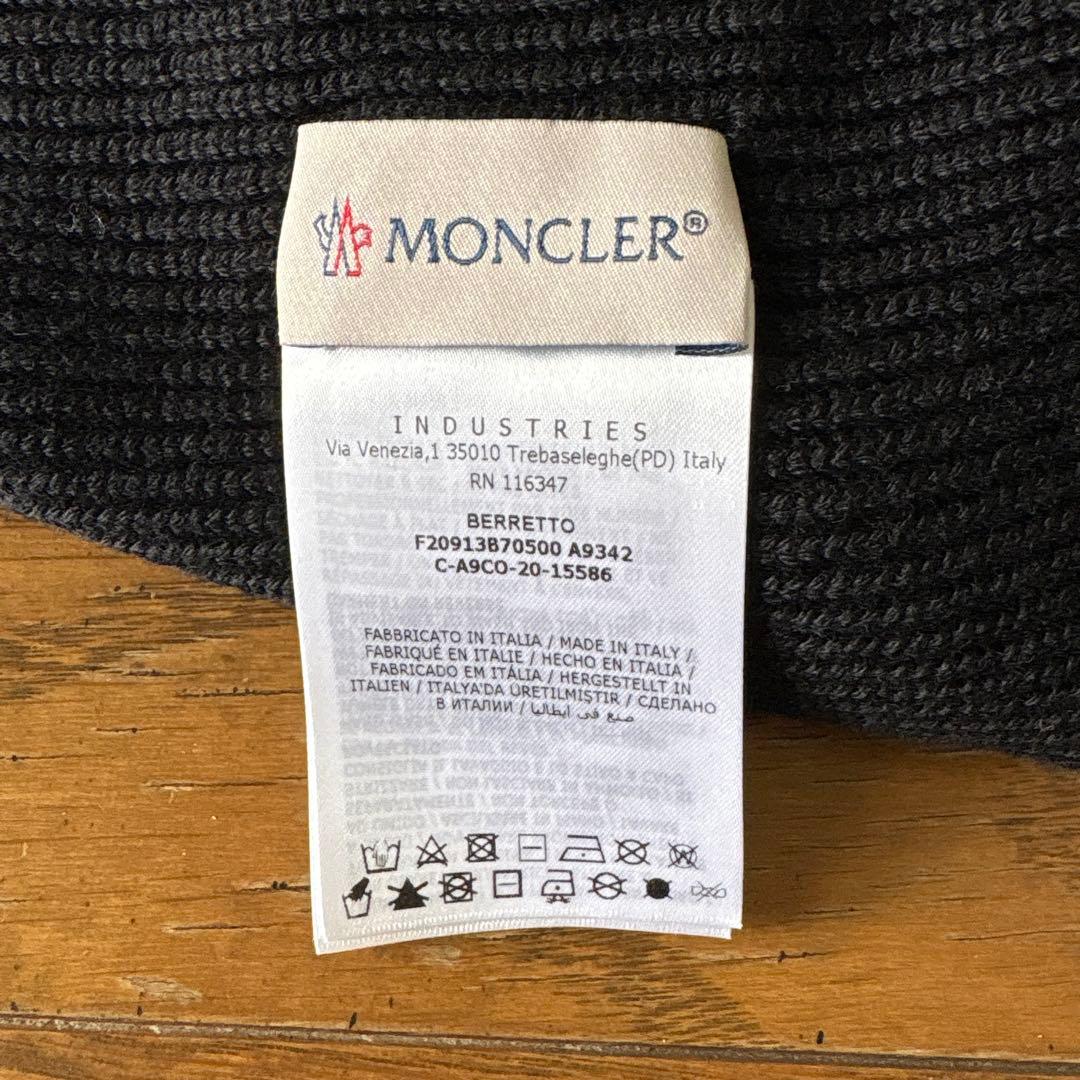 MONCLER®
INDUSTRIES
Via Venezia,1 35010 Trebaseleghe(PD) Italy
RN 116347
BERRETTO
F20913B70500 A9342
C-A9CO-20-15586
FABBRICATO IN ITALIA / MADE IN ITALY /
FABRIQUÉ EN ITALIE / HECHO EN ITALIA /
FABRICADO EM ITÁLIA / HERGESTELLT IN
ITALIEN / ITALYA'DA ÜRETILMIŞTIR / СДЕЛАНО
В ИТАЛИИ / صنع في ايطاليا